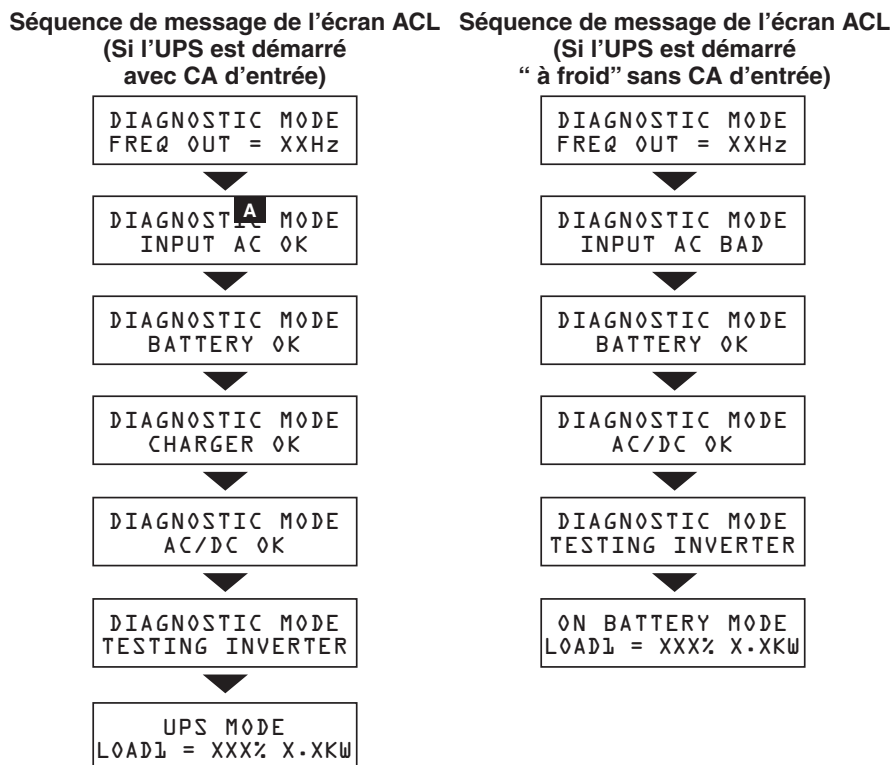 Séquence de message de l'écran ACL
(Si l'UPS est démarré
avec CA d'entrée)
DIAGNOSTIC MODE
FREQ OUT = XXHz
A
DIAGNOSTIC MODE
INPUT AC OK
DIAGNOSTIC MODE
BATTERY OK
DIAGNOSTIC MODE
CHARGER OK
DIAGNOSTIC MODE
AC/DC OK
DIAGNOSTIC MODE
TESTING INVERTER
UPS MODE
LOAD1 = XXX% X.XKW
Séquence de message de l'écran ACL
(Si l'UPS est démarré
“ à froid” sans CA d'entrée)
DIAGNOSTIC MODE
FREQ OUT = XXHz
DIAGNOSTIC MODE
INPUT AC BAD
DIAGNOSTIC MODE
BATTERY OK
DIAGNOSTIC MODE
AC/DC OK
DIAGNOSTIC MODE
TESTING INVERTER
ON BATTERY MODE
LOAD1 = XXX% X.XKW